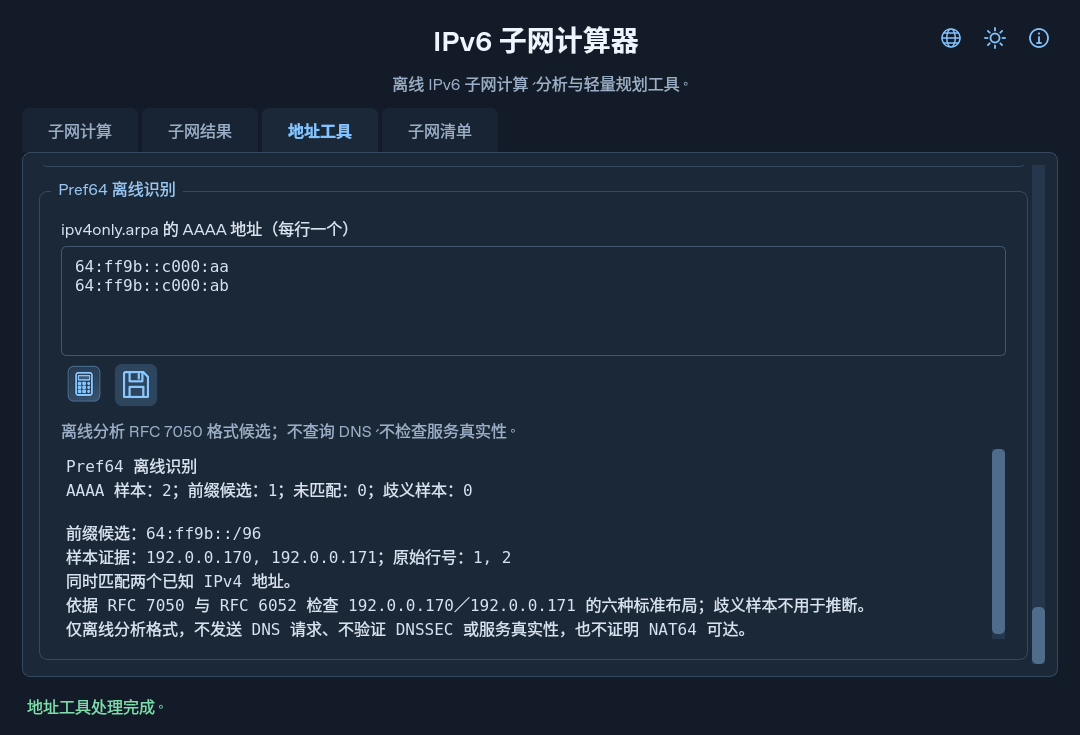 IPv6 子网计算器
离线 IPv6 子网计算、分析与轻量规划工具。
子网计算 子网结果 地址工具 子网清单
Pref64 离线识别
ipv4only.arpa 的 AAAA 地址（每行一个）
64:ff9b::c000:aa
64:ff9b::c000:ab
离线分析 RFC 7050 格式候选；不查询 DNS、不检查服务真实性。
Pref64 离线识别
AAAA 样本：2；前缀候选：1；未匹配：0；歧义样本：0
前缀候选：64:ff9b::/96
样本证据：192.0.0.170, 192.0.0.171；原始行号：1, 2
同时匹配两个已知 IPv4 地址。
依据 RFC 7050 与 RFC 6052 检查 192.0.0.170／192.0.0.171 的六种标准布局；歧义样本不用于推断。
仅离线分析格式，不发送 DNS 请求、不验证 DNSSEC 或服务真实性，也不证明 NAT64 可达。
地址工具处理完成。